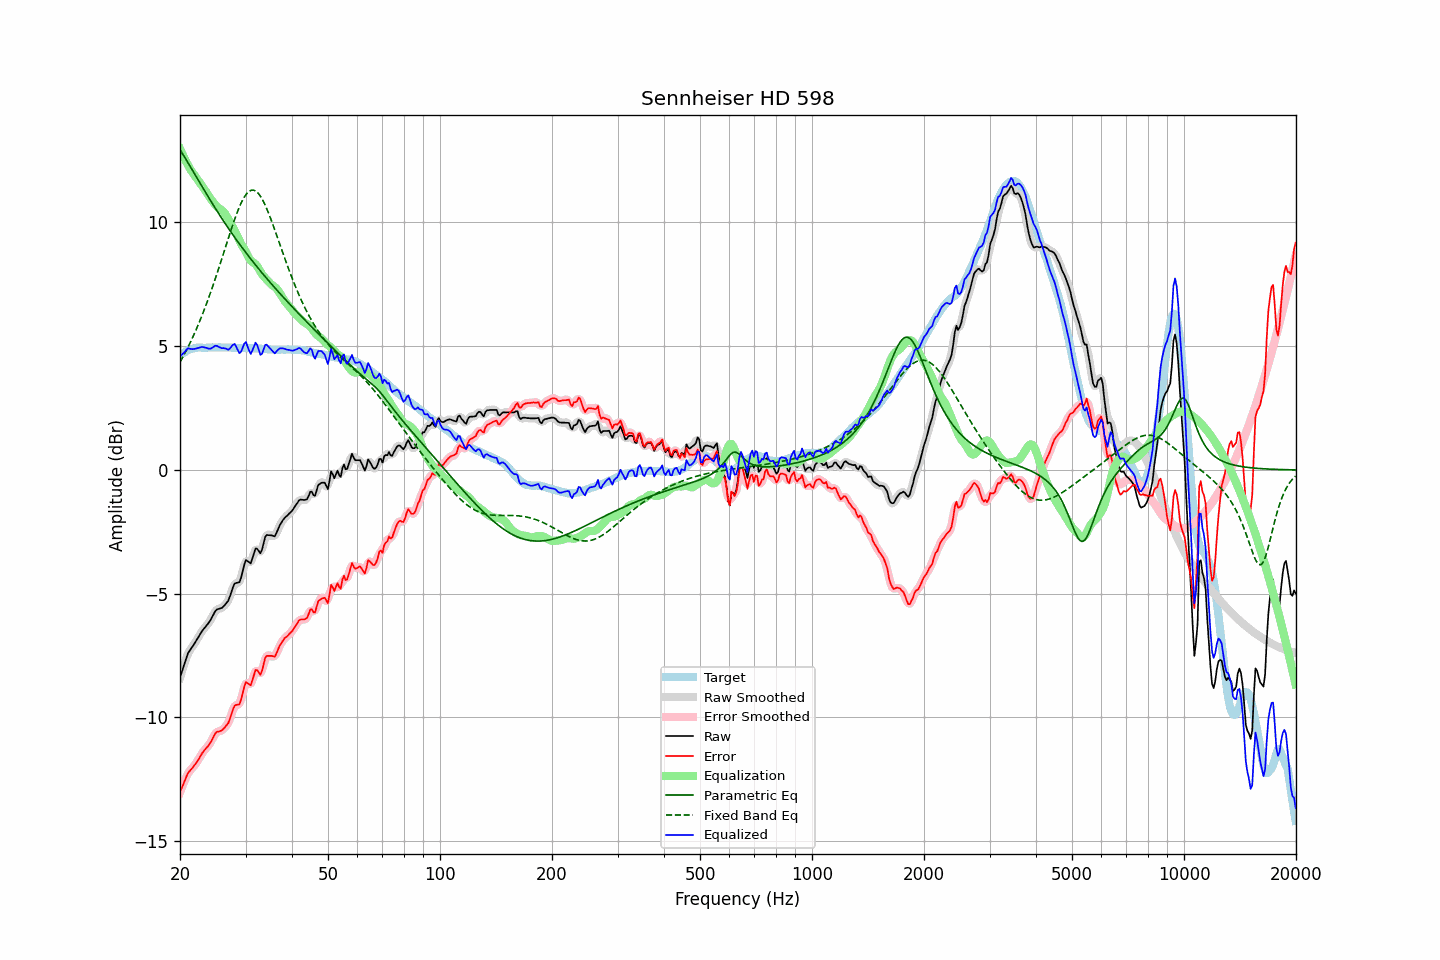 Sennheiser HD 598
Amplitude (dBr)
10
5
0
−5
−10
−15
Target
Raw Smoothed
Error Smoothed
Raw
Error
Equalization
Parametric Eq
Fixed Band Eq
Equalized
20 50 100 200 500 1000 2000 5000 10000 20000
Frequency (Hz)